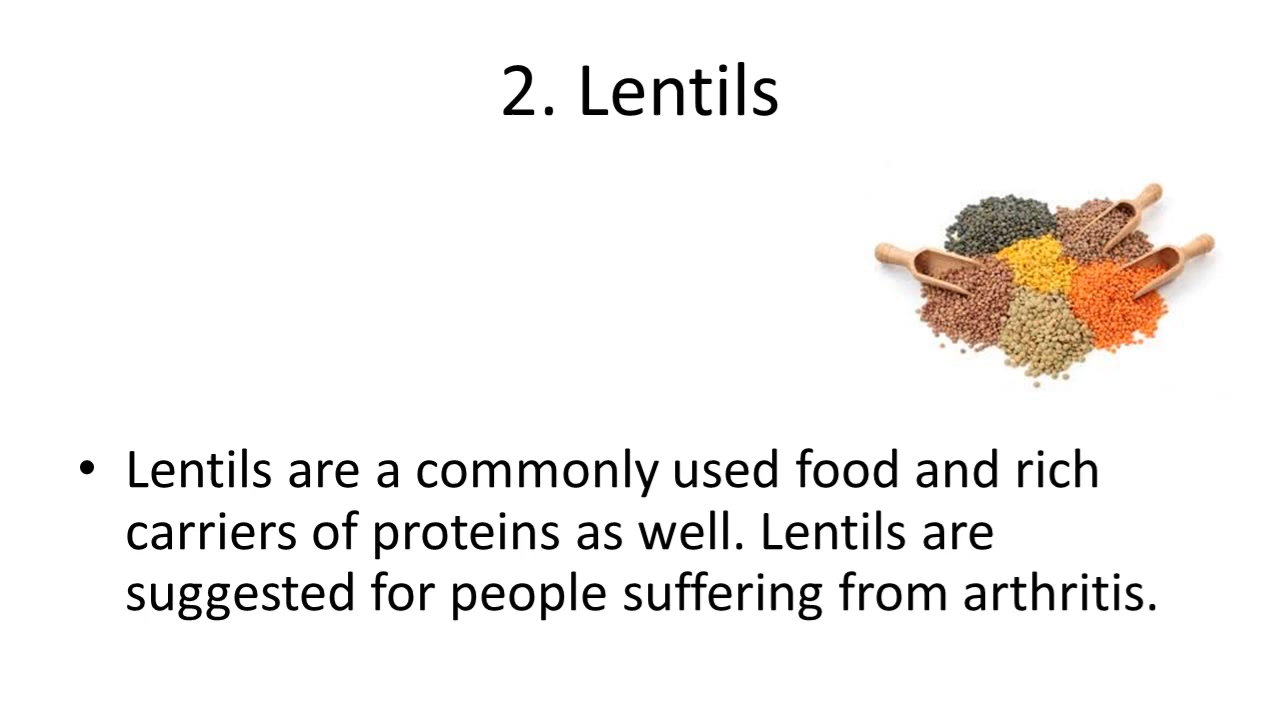 2. Lentils
• Lentils are a commonly used food and rich
carriers of proteins as well. Lentils are
suggested for people suffering from arthritis.